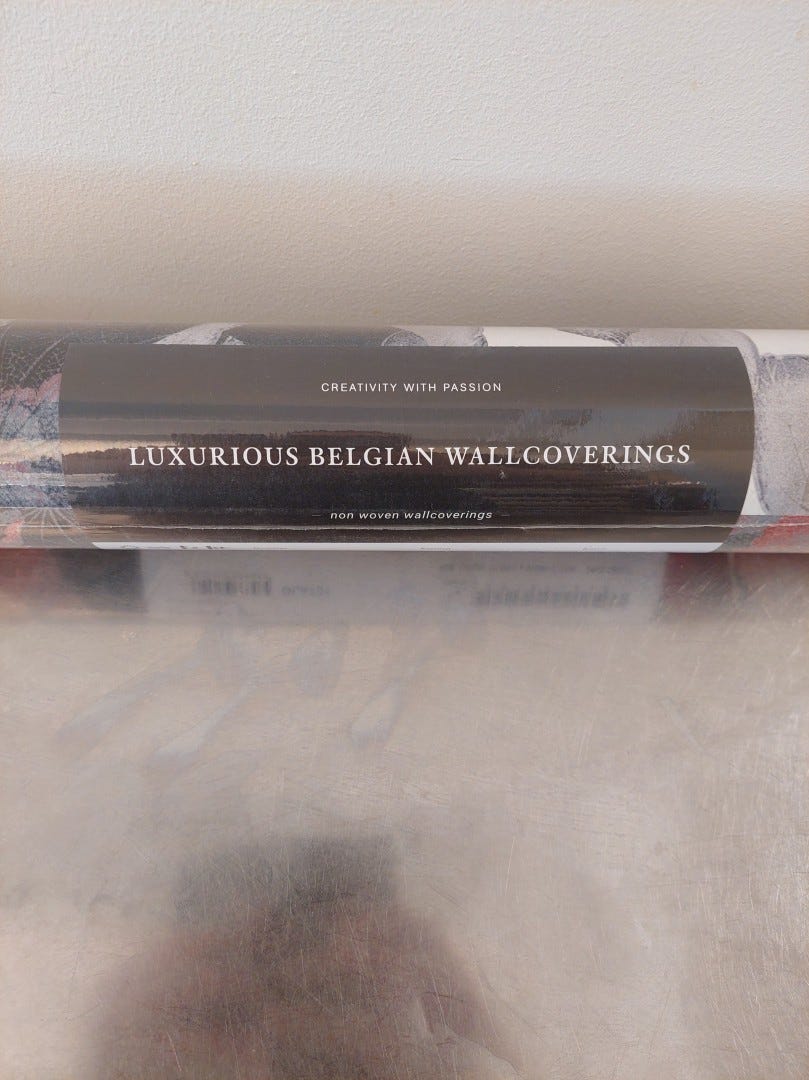 CREATIVITY WITH PASSION
LUXURIOUS BELGIAN WALLCOVERINGS
non woven wallcoverings